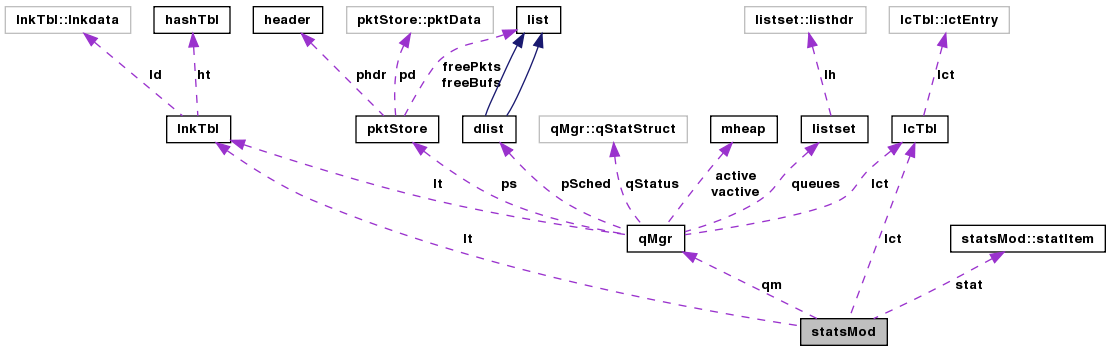 lnkTbl::lnkdata
hashTbl
header
pktStore::pktData
list
listset::listhdr
lcTbl::lctEntry
ld
ht
phdr
pd
freePkts
freeBufs
lh
lct
lnkTbl
pktStore
dlist
qMgr::qStatStruct
mheap
listset
lcTbl
lt
ps
pSched
qStatus
active
vactive
queues
lct
lt
qMgr
lct
statsMod::statItem
qm
stat
statsMod